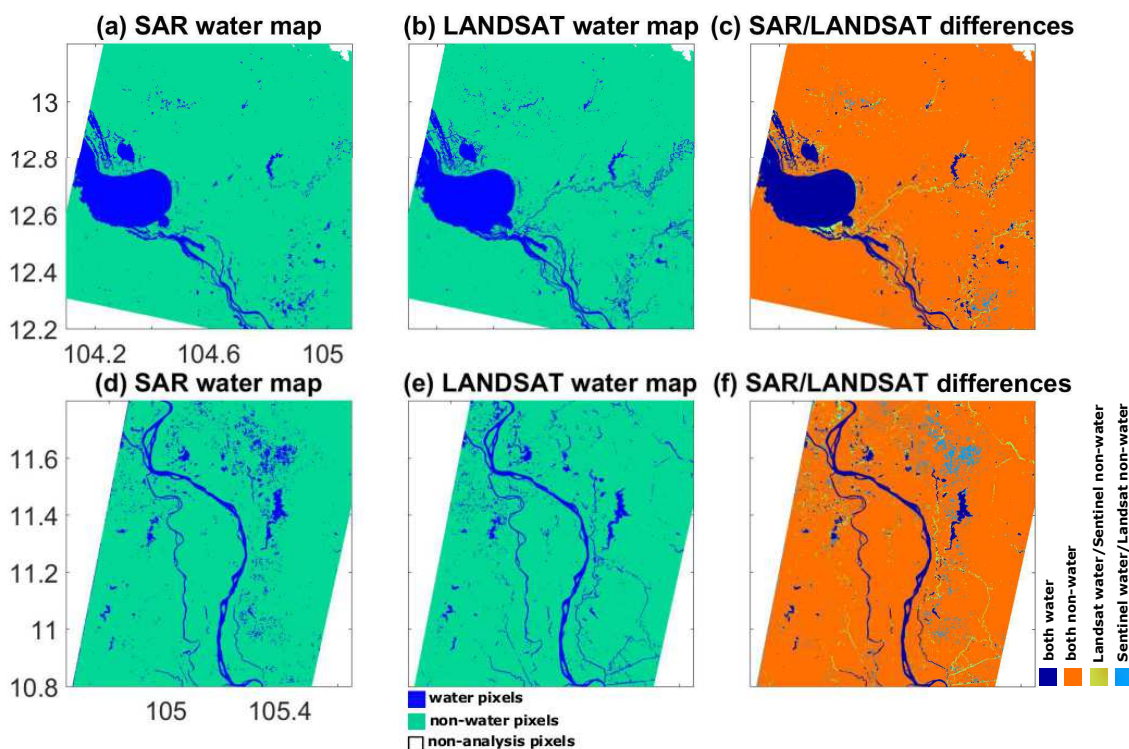 (a) SAR water map
(b) LANDSAT water map
(c) SAR/LANDSAT differences
13
12.8
12.6
12.4
12.2
104.2 104.6 105
(d) SAR water map
(e) LANDSAT water map
(f) SAR/LANDSAT differences
11.6
11.4
11.2
11
10.8
105 105.4
water pixels
non-water pixels
non-analysis pixels
both water
both non-water
Landsat water/Sentinel non-water
Sentinel water/Landsat non-water